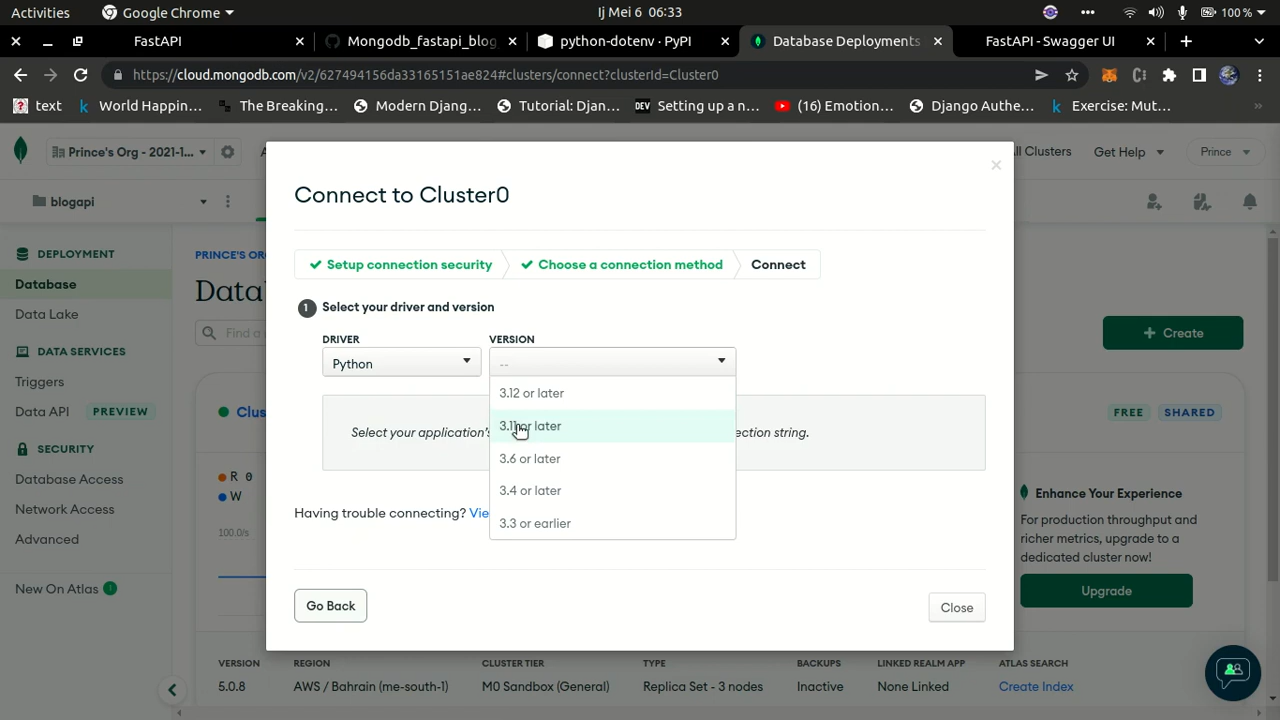 Activities
Google Chrome
Ij Mei 6 06:33
100 %
FastAPI
Mongodb_fastapi_blog
python-dotenv · PyPI
Database Deployments
FastAPI - Swagger UI
https://cloud.mongodb.com/v2/627494156da33165151ae824#clusters/connect?clusterId=Cluster0
text
World Happin...
The Breaking...
Modern Djang...
Tutorial: Djan...
DEV
Setting up a n...
(16) Emotion...
Django Authe...
Exercise: Mut...
»
Prince's Org - 2021-1...
All Clusters
Get Help
Prince
blogapi
Connect to Cluster0
Setup connection security
Choose a connection method
Connect
1 Select your driver and version
DRIVER
VERSION
Python
--
3.12 or later
3.11 or later
3.6 or later
3.4 or later
3.3 or earlier
Select your application's
ection string.
Having trouble connecting? Vie
Go Back
Close
DEPLOYMENT
Database
Data Lake
DATA SERVICES
Triggers
Data API PREVIEW
SECURITY
Database Access
Network Access
Advanced
New On Atlas
PRINCE'S OR
Data
Find a
+ Create
Clus
FREE
SHARED
R 0
W
100.0/s
Enhance Your Experience
For production throughput and
richer metrics, upgrade to a
dedicated cluster now!
Upgrade
VERSION
REGION
CLUSTER TIER
TYPE
BACKUPS
LINKED REALM APP
ATLAS SEARCH
5.0.8
AWS / Bahrain (me-south-1)
M0 Sandbox (General)
Replica Set - 3 nodes
Inactive
None Linked
Create Index